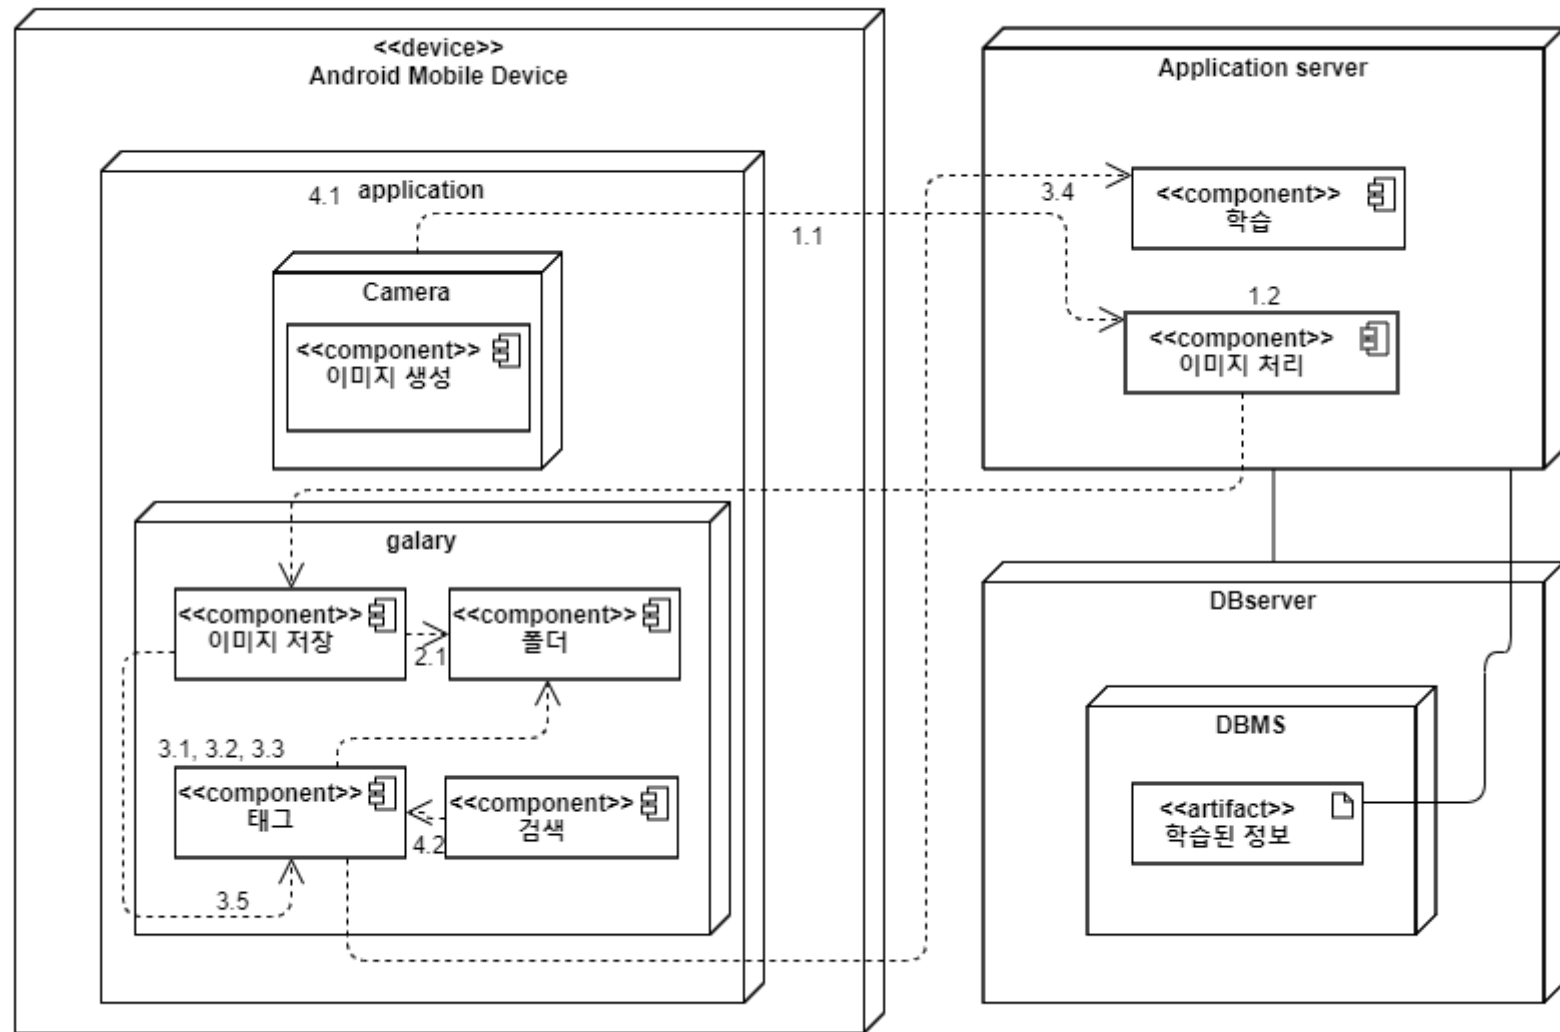 <<device>>
Android Mobile Device
application
4.1
1.1
Camera
<<component>>
이미지 생성
galary
<<component>>
이미지 저장
2.1
<<component>>
폴더
3.1, 3.2, 3.3
<<component>>
태그
4.2
<<component>>
검색
3.5
Application server
3.4
<<component>>
학습
1.2
<<component>>
이미지 처리
DBserver
DBMS
<<artifact>>
학습된 정보